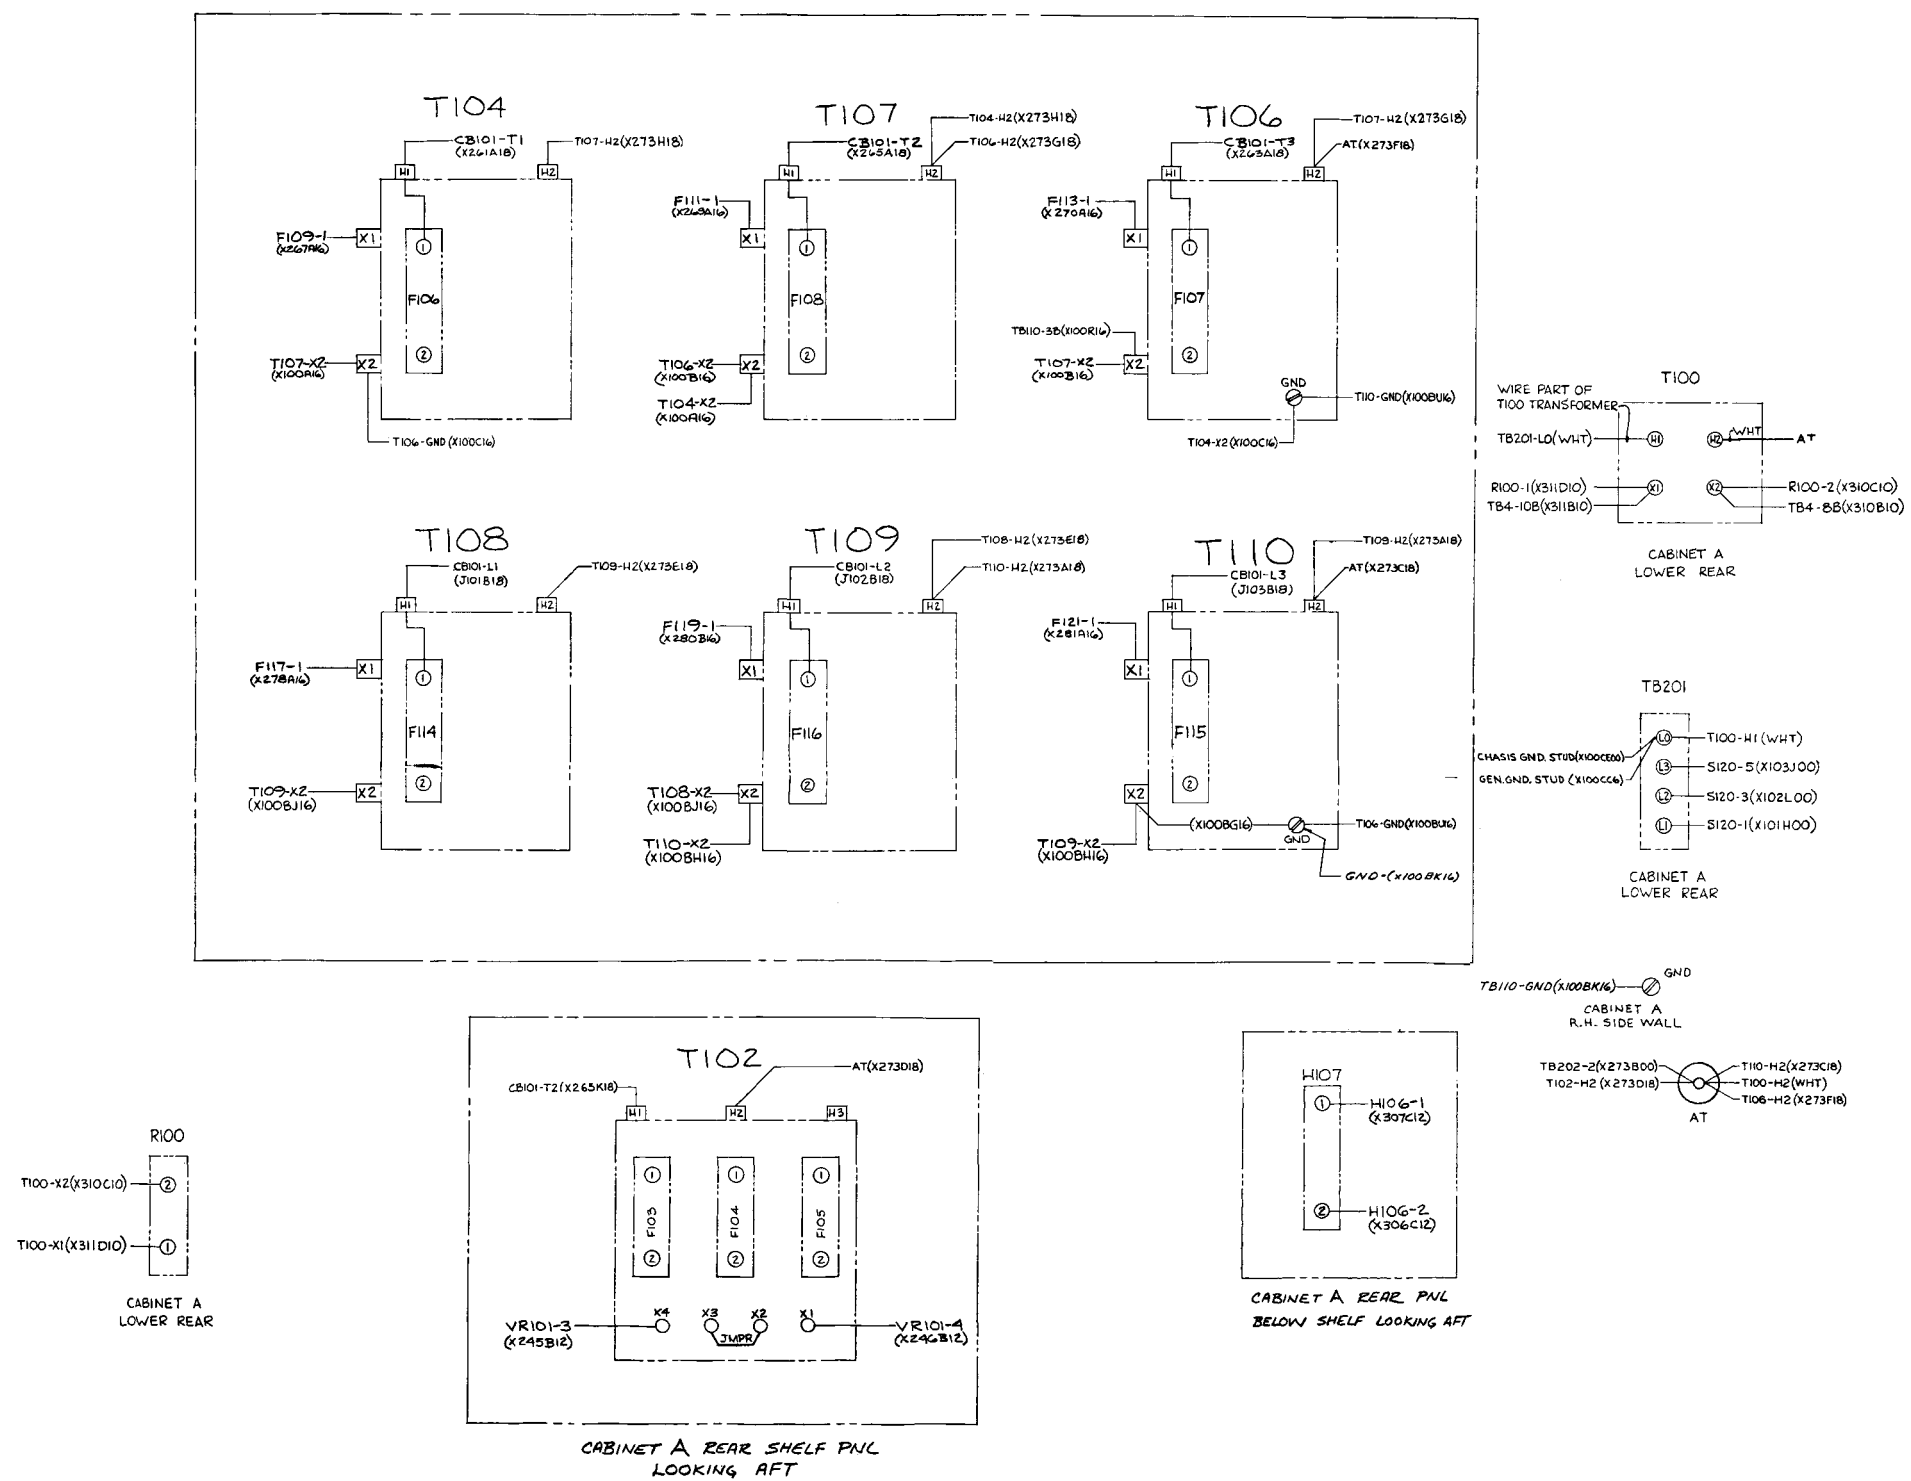 T104
CB101-T1
(X261A18)
T107-H2(X273H18)
H1
H2
F109-1
(X267A16)
X1
1
F106
2
T107-X2
(X100A16)
X2
T106-GND(X100C16)
T107
CB101-T2
(X265A18)
T104-H2(X273H18)
T106-H2(X273G18)
H1
H2
F111-1
(X269A16)
X1
1
F108
2
T106-X2
(X100B16)
X2
T104-X2
(X100A16)
T106
CB101-T3
(X263A18)
T107-H2(X273G18)
AT(X273F18)
H1
H2
F113-1
(X270A16)
X1
1
F107
2
TB110-3B(X100R16)
T107-X2
(X100B16)
X2
GND
T110-GND(X100BU16)
T104-X2(X100C16)
T100
WIRE PART OF
T100 TRANSFORMER
TB201-L0(WHT)
H1
H2
WHT
AT
R100-1(X311D10)
X1
X2
R100-2(X310C10)
TB4-10B(X311B10)
TB4-8B(X310B10)
CABINET A
LOWER REAR
T108
CB101-L1
(J101B18)
T109-H2(X273E18)
H1
H2
F117-1
(X278A16)
X1
1
F114
2
T109-X2
(X100BJ16)
X2
T109
CB101-L2
(J102B18)
T108-H2(X273E18)
T110-H2(X273A18)
H1
H2
F119-1
(X280B16)
X1
1
F116
2
T108-X2
(X100BJ16)
X2
T110-X2
(X100BH16)
T110
CB101-L3
(J103B18)
T109-H2(X273A18)
AT(X273C18)
H1
H2
F121-1
(X281A16)
X1
1
F115
2
X2
(X100BG16)
T106-GND(X100BU16)
GND
T109-X2
(X100BH16)
GND-(X100BK16)
TB201
L0
T100-H1(WHT)
CHASIS GND. STUD(X100CE00)
L3
S120-5(X103J00)
GEN.GND. STUD (X100CC6)
L2
S120-3(X102L00)
L1
S120-1(X101H00)
CABINET A
LOWER REAR
GND
TB110-GND(X100BK16)
CABINET A
R.H. SIDE WALL
TB202-2(X273B00)
T110-H2(X273C18)
T102-H2(X273D18)
T100-H2(WHT)
T106-H2(X273F18)
AT
R100
T100-X2(X310C10)
2
T100-X1(X311D10)
1
CABINET A
LOWER REAR
T102
AT(X273D18)
CB101-T2(X265K18)
H1
H2
H3
1
F103
2
1
F104
2
1
F105
2
X4
X3
X2
X1
JMPR
VR101-3
(X245B12)
VR101-4
(X246B12)
CABINET A REAR SHELF PNL
LOOKING AFT
H107
1
H106-1
(X307C12)
2
H106-2
(X306C12)
CABINET A REAR PNL
BELOW SHELF LOOKING AFT